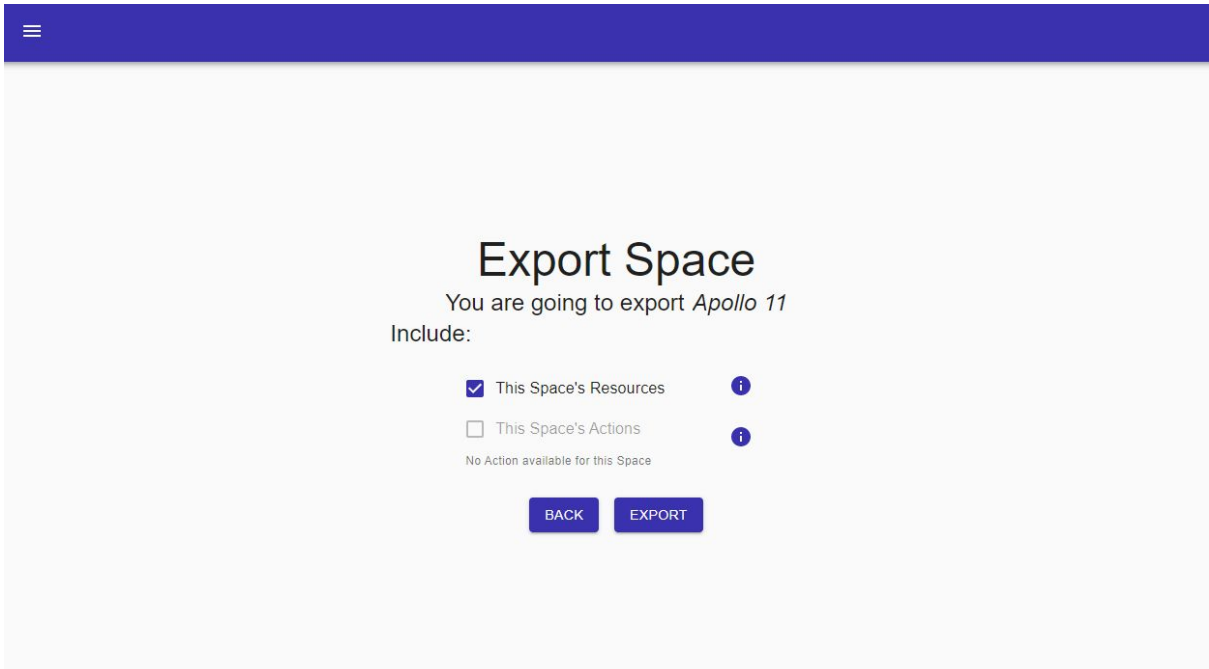 Export Space
You are going to export Apollo 11
Include:
This Space's Resources
This Space's Actions
No Action available for this Space
BACK
EXPORT